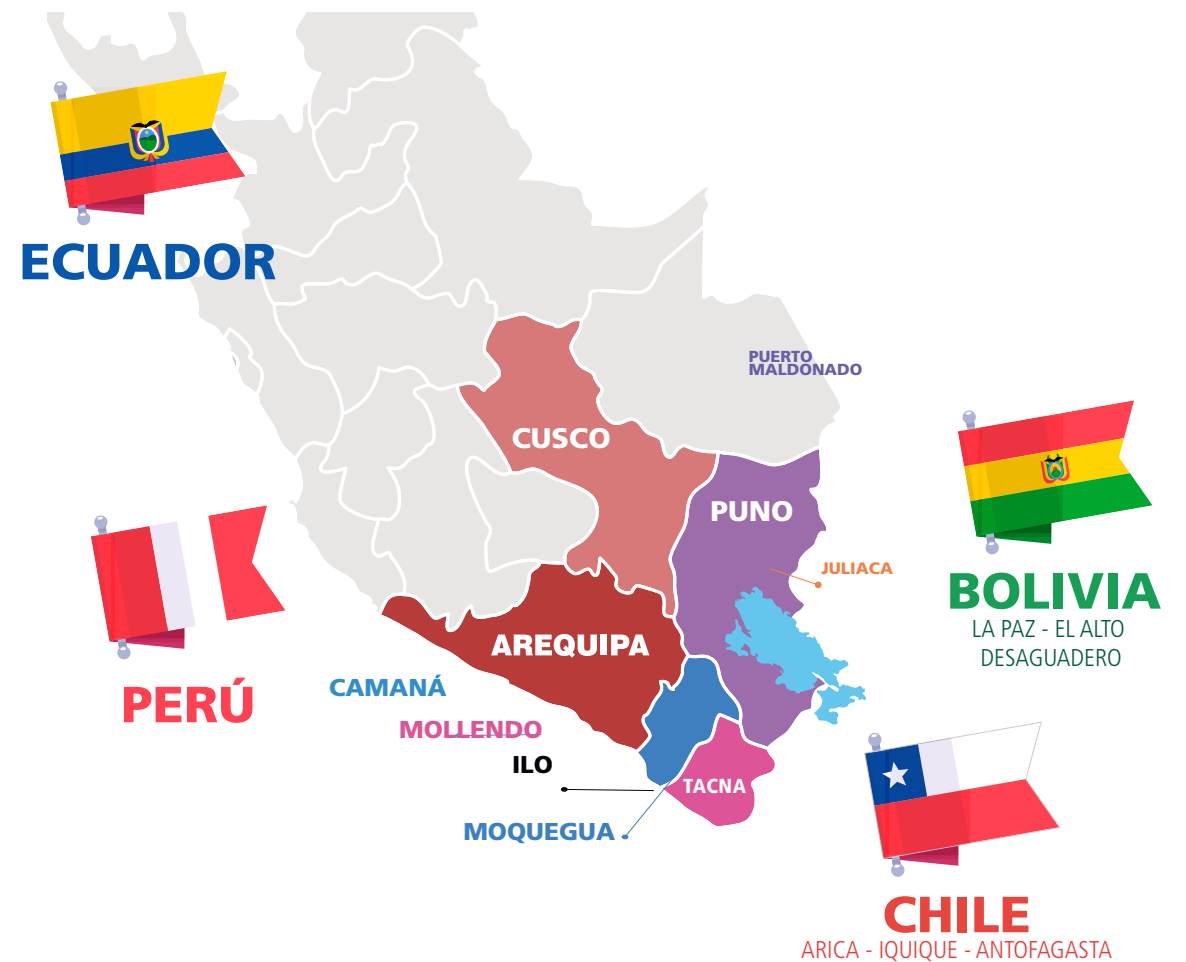 ECUADOR
PUERTO
MALDONADO
CUSCO
PUNO
JULIACA
BOLIVIA
LA PAZ - EL ALTO
DESAGUADERO
AREQUIPA
PERÚ
CAMANÁ
MOLLENDO
ILO
TACNA
MOQUEGUA
CHILE
ARICA - IQUIQUE - ANTOFAGASTA